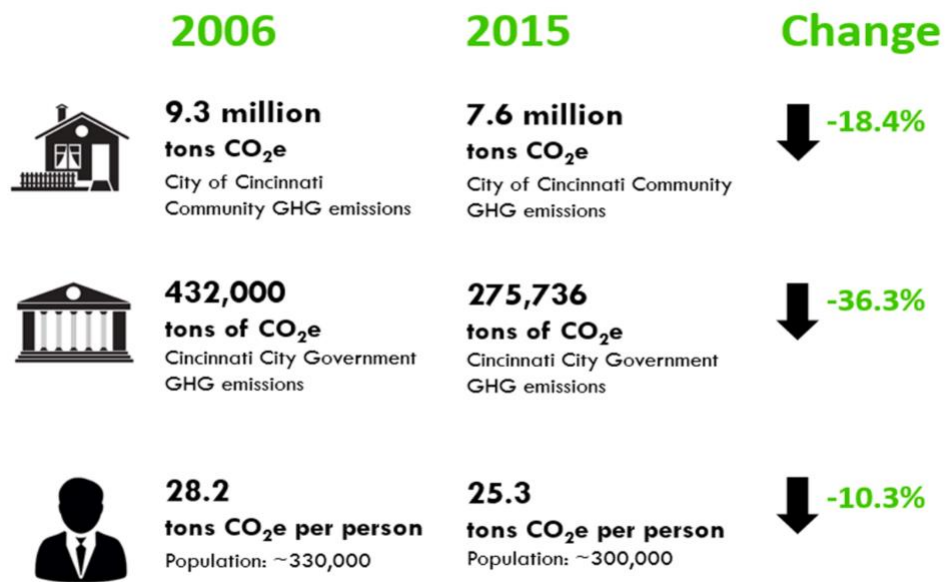 2006 2015 Change
9.3 million 7.6 million -18.4%
tons CO₂e tons CO₂e
City of Cincinnati City of Cincinnati Community
Community GHG emissions GHG emissions
432,000 275,736 -36.3%
tons of CO₂e tons of CO₂e
Cincinnati City Government Cincinnati City Government
GHG emissions GHG emissions
28.2 25.3 -10.3%
tons CO₂e per person tons CO₂e per person
Population: ~330,000 Population: ~300,000